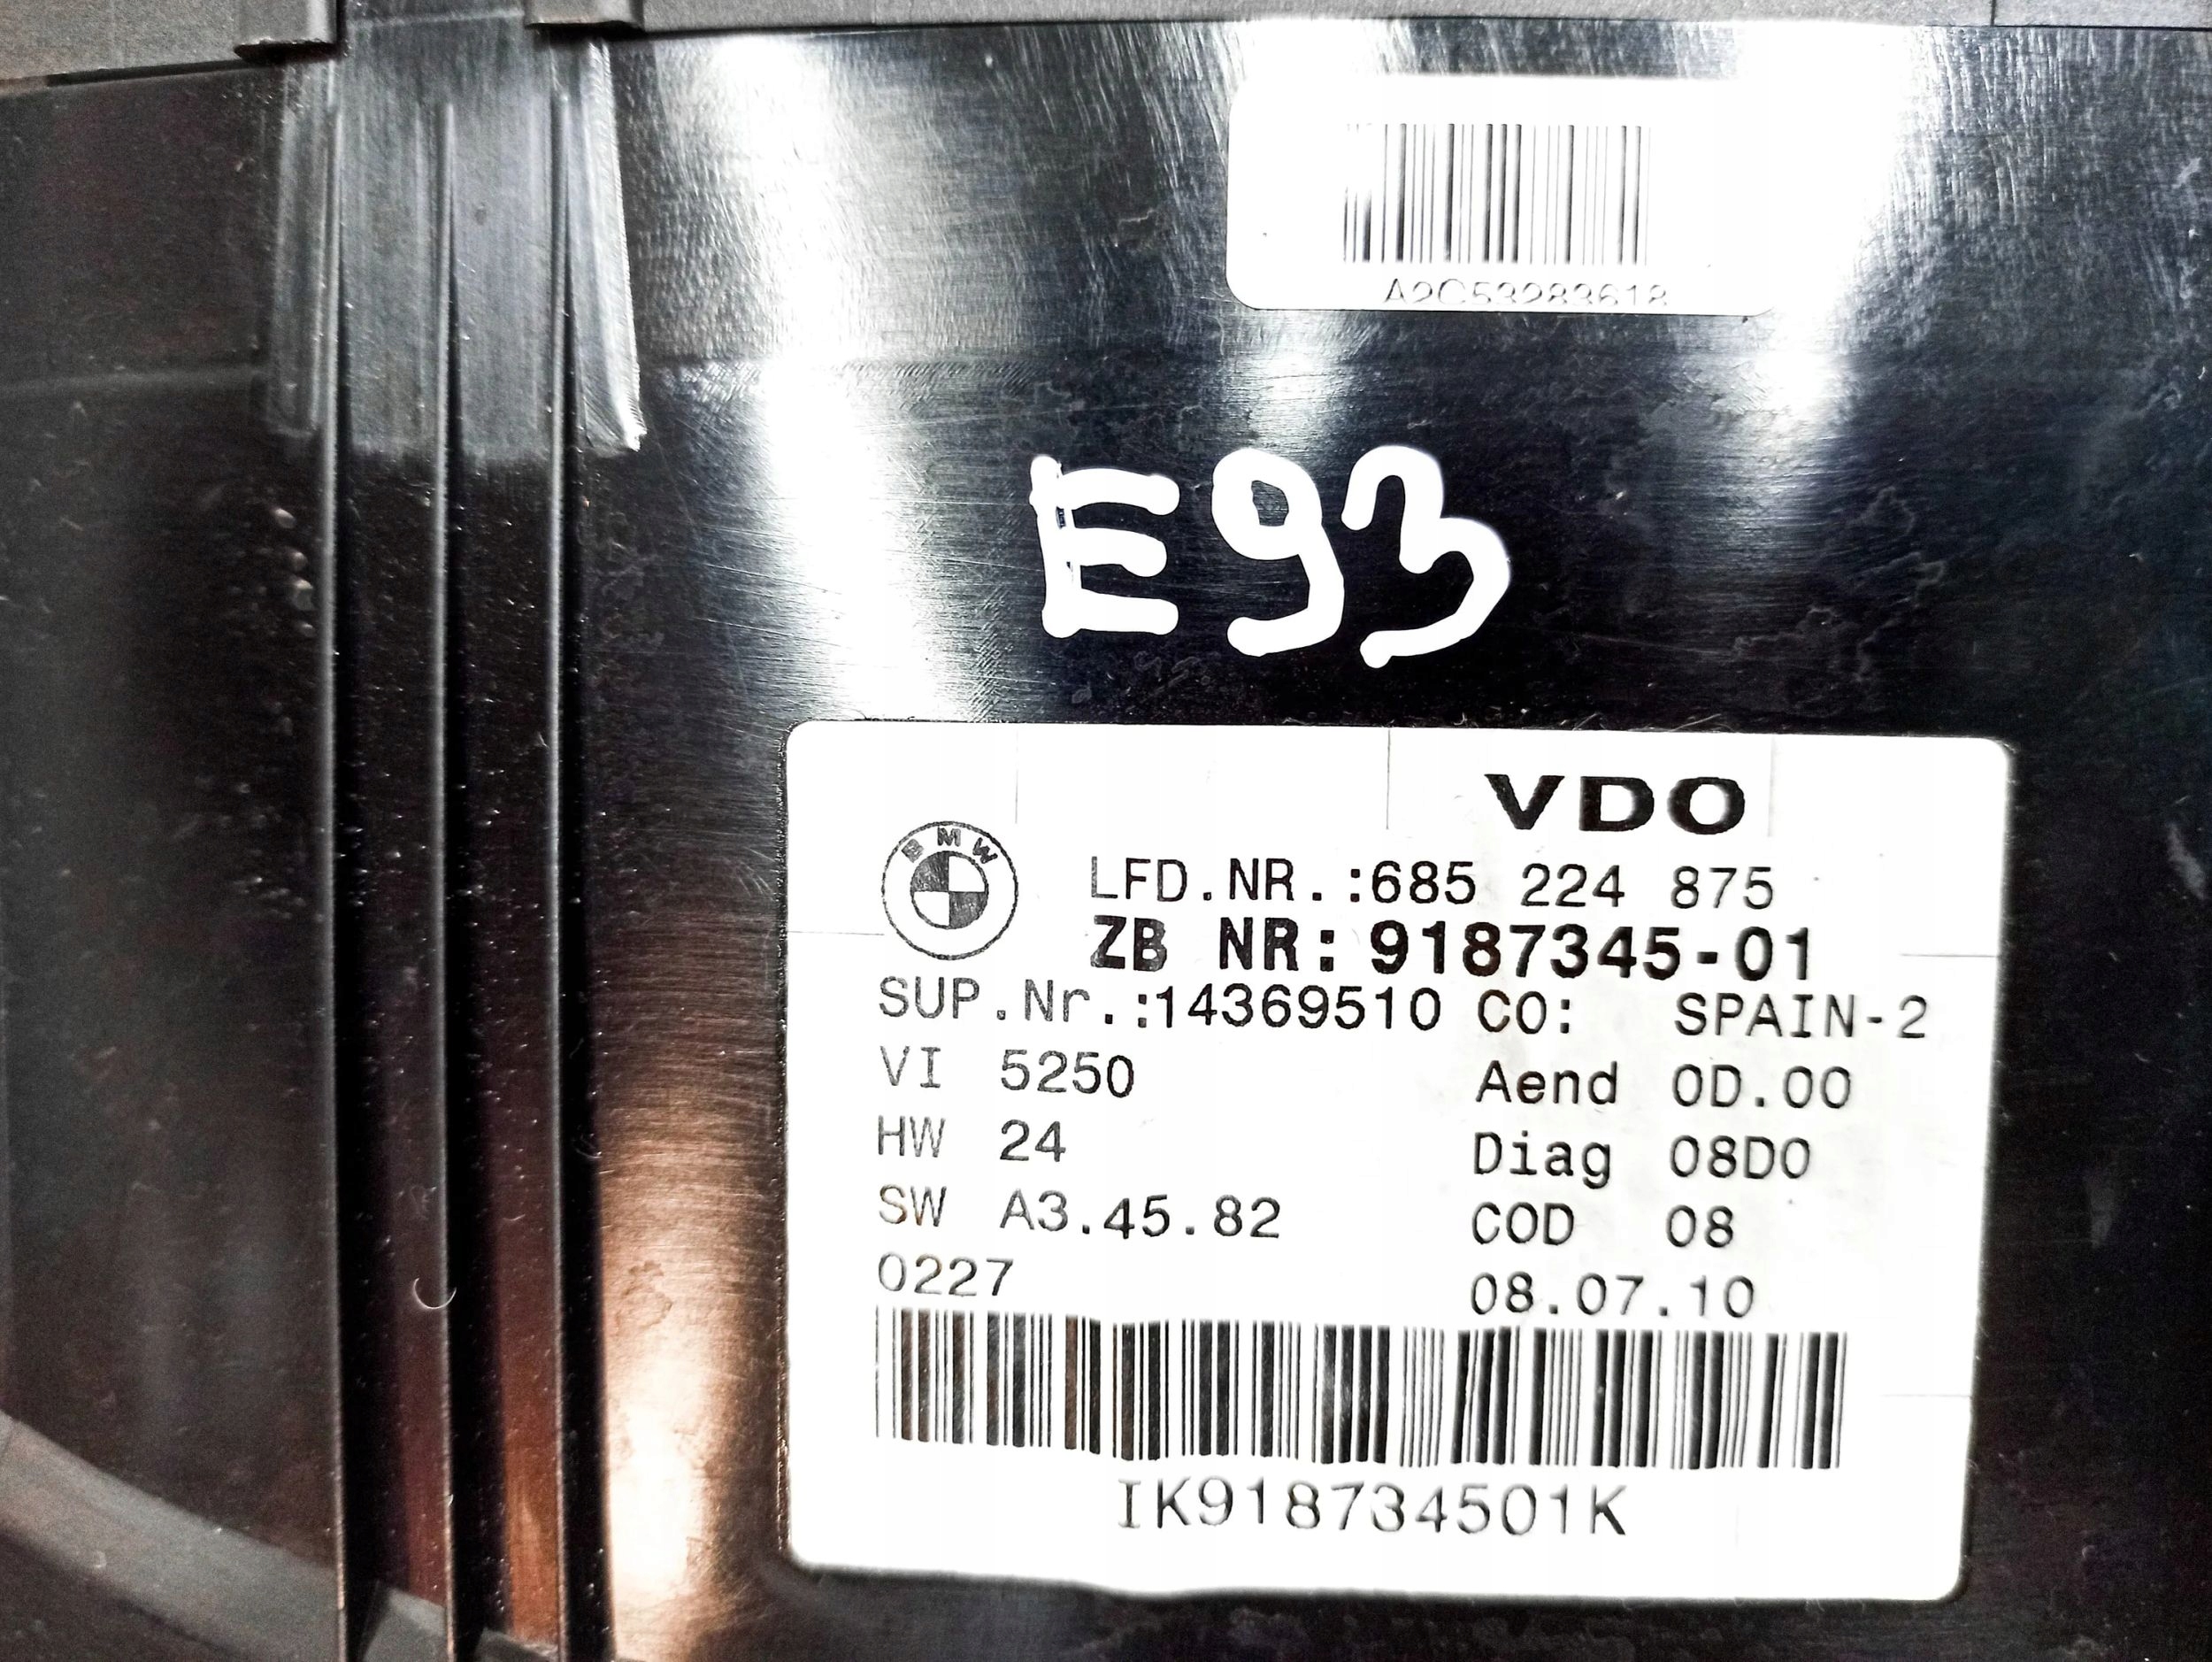 A2C53283618
E93
VDO
BMW
LFD.NR.:685 224 875
ZB NR: 9187345-01
SUP.Nr.:14369510 CO: SPAIN-2
VI 5250 Aend 0D.00
HW 24 Diag 08D0
SW A3.45.82 COD 08
0227 08.07.10
IK918734501K